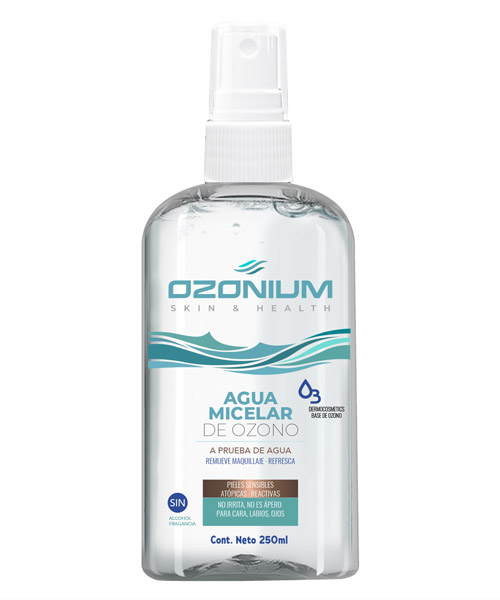 OZONIUM
SKIN & HEALTH
AGUA
MICELAR
DE OZONO
O3
DERMOCOSMETICS
BASE DE OZONO
A PRUEBA DE AGUA
REMUEVE MAQUILLAJE REFRESCA
PIELES SENSIBLES
ATÓPICAS REACTIVAS
NO IRRITA, NO ES ÁPERO
PARA CARA, LABIOS, OJOS
SIN
ALCOHOL
FRAGANCIA
Cont. Neto 250ml